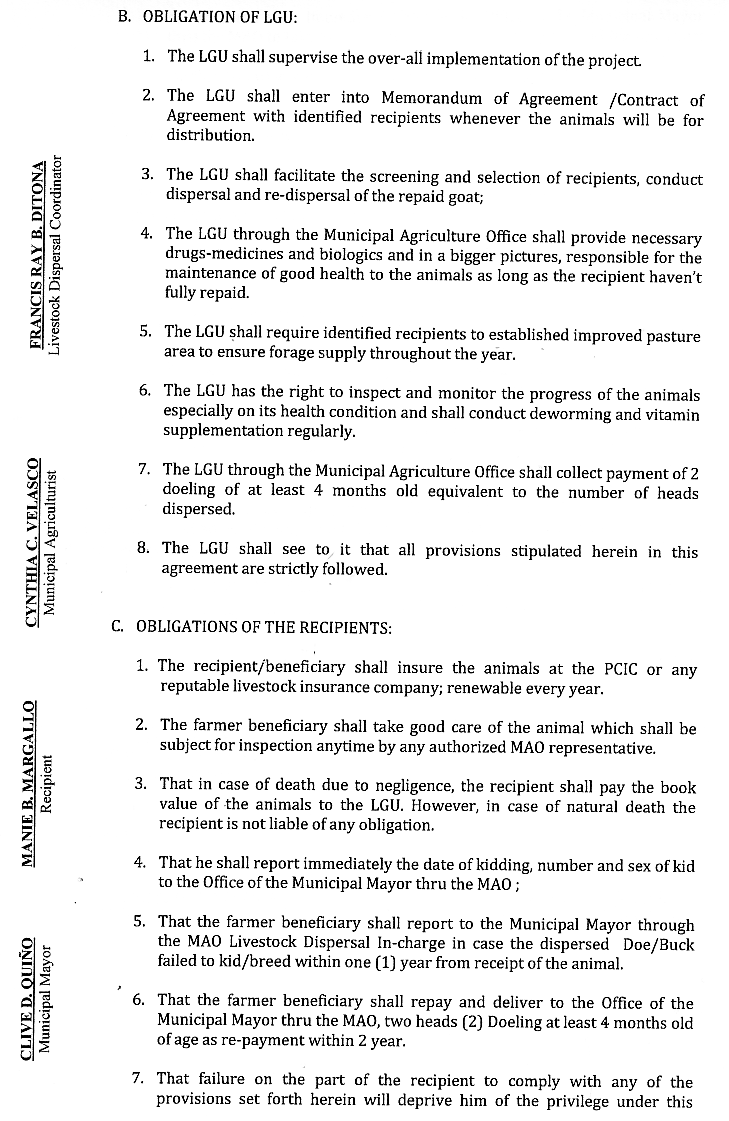 B. OBLIGATION OF LGU:
1. The LGU shall supervise the over-all implementation of the project.
2. The LGU shall enter into Memorandum of Agreement /Contract of
Agreement with identified recipients whenever the animals will be for
distribution.
3. The LGU shall facilitate the screening and selection of recipients, conduct
dispersal and re-dispersal of the repaid goat;
4. The LGU through the Municipal Agriculture Office shall provide necessary
drugs-medicines and biologics and in a bigger pictures, responsible for the
maintenance of good health to the animals as long as the recipient haven't
fully repaid.
5. The LGU shall require identified recipients to established improved pasture
area to ensure forage supply throughout the year.
6. The LGU has the right to inspect and monitor the progress of the animals
especially on its health condition and shall conduct deworming and vitamin
supplementation regularly.
7. The LGU through the Municipal Agriculture Office shall collect payment of 2
doeling of at least 4 months old equivalent to the number of heads
dispersed.
8. The LGU shall see to it that all provisions stipulated herein in this
agreement are strictly followed.
C. OBLIGATIONS OF THE RECIPIENTS:
1. The recipient/beneficiary shall insure the animals at the PCIC or any
reputable livestock insurance company; renewable every year.
2. The farmer beneficiary shall take good care of the animal which shall be
subject for inspection anytime by any authorized MAO representative.
3. That in case of death due to negligence, the recipient shall pay the book
value of the animals to the LGU. However, in case of natural death the
recipient is not liable of any obligation.
4. That he shall report immediately the date of kidding, number and sex of kid
to the Office of the Municipal Mayor thru the MAO ;
5. That the farmer beneficiary shall report to the Municipal Mayor through
the MAO Livestock Dispersal In-charge in case the dispersed Doe/Buck
failed to kid/breed within one (1) year from receipt of the animal.
6. That the farmer beneficiary shall repay and deliver to the Office of the
Municipal Mayor thru the MAO, two heads (2) Doeling at least 4 months old
of age as re-payment within 2 year.
7. That failure on the part of the recipient to comply with any of the
provisions set forth herein will deprive him of the privilege under this
CLIVE D. QUIÑO
Municipal Mayor
MANIE B. MARGALLO
Recipient
CYNTHIA C. VELASCO
Municipal Agriculturist
FRANCIS RAY B. DITONA
Livestock Dispersal Coordinator